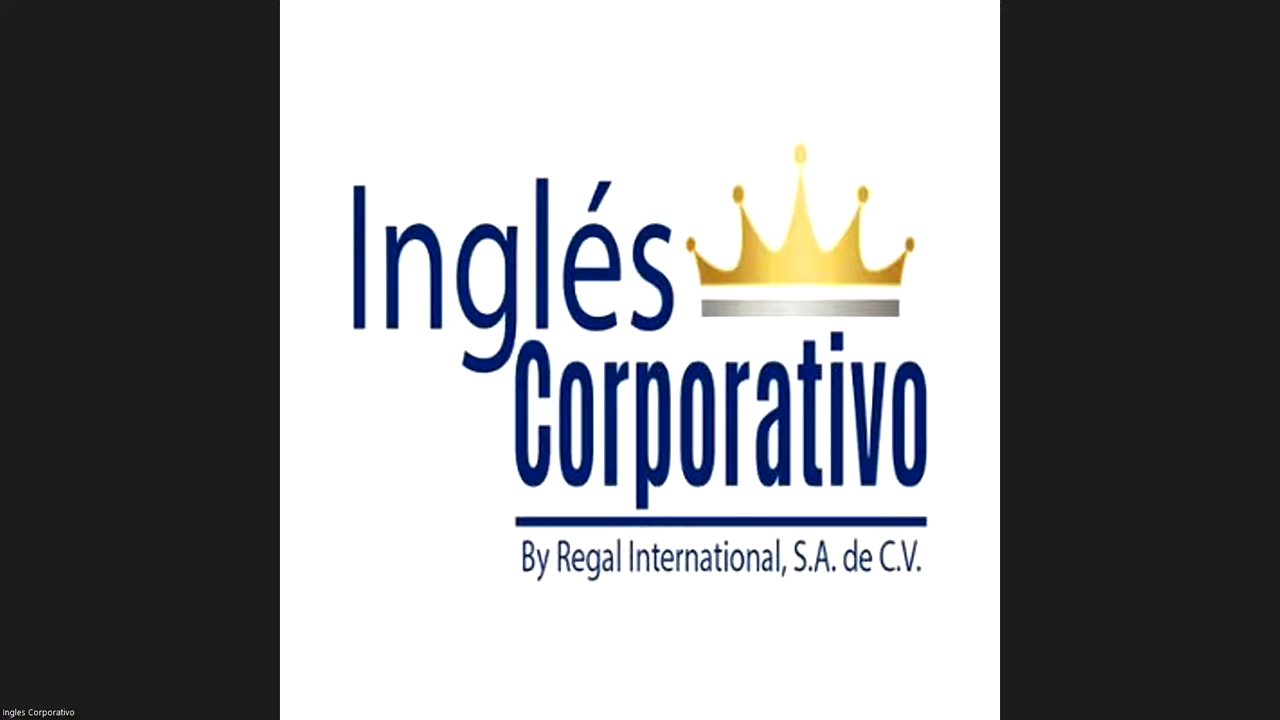 Inglés
Corporativo
By Regal International, S.A. de C.V.
Ingles Corporativo